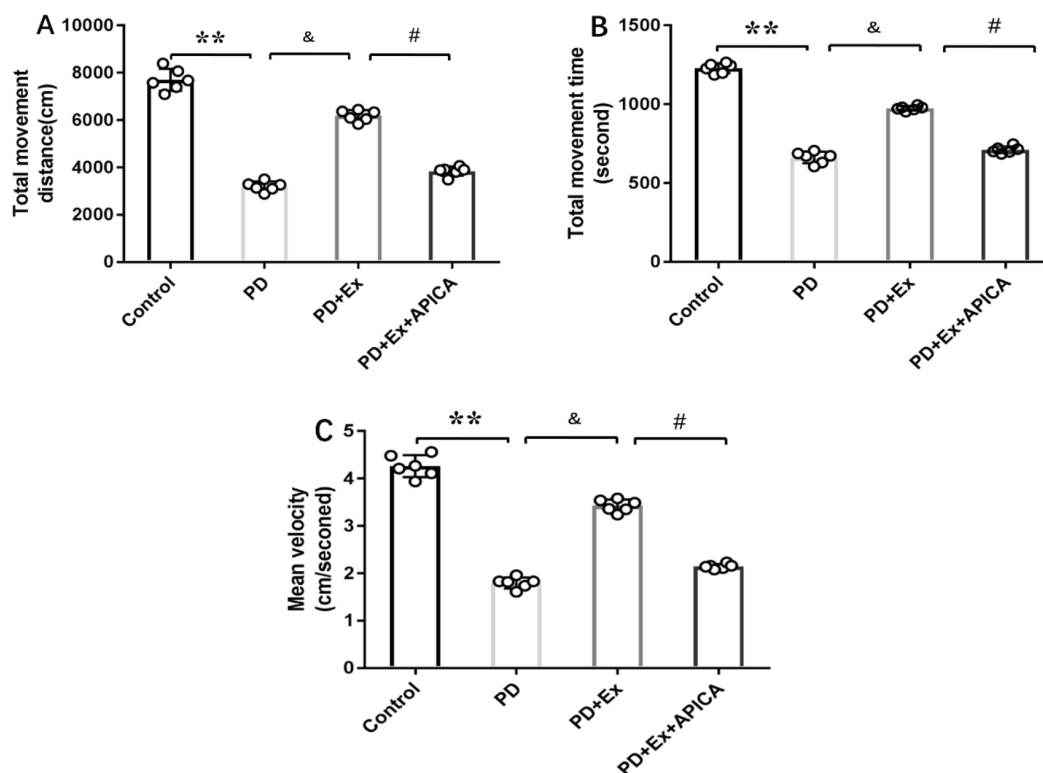 A
Total movement
distance(cm)
10000
8000
6000
4000
2000
0
** & #
Control
PD
PD+Ex
PD+Ex+APICA
B
Total movement time
(second)
1500
1000
500
0
** & #
Control
PD
PD+Ex
PD+Ex+APICA
C
Mean velocity
(cm/seconed)
5
4
3
2
1
0
** & #
Control
PD
PD+Ex
PD+Ex+APICA